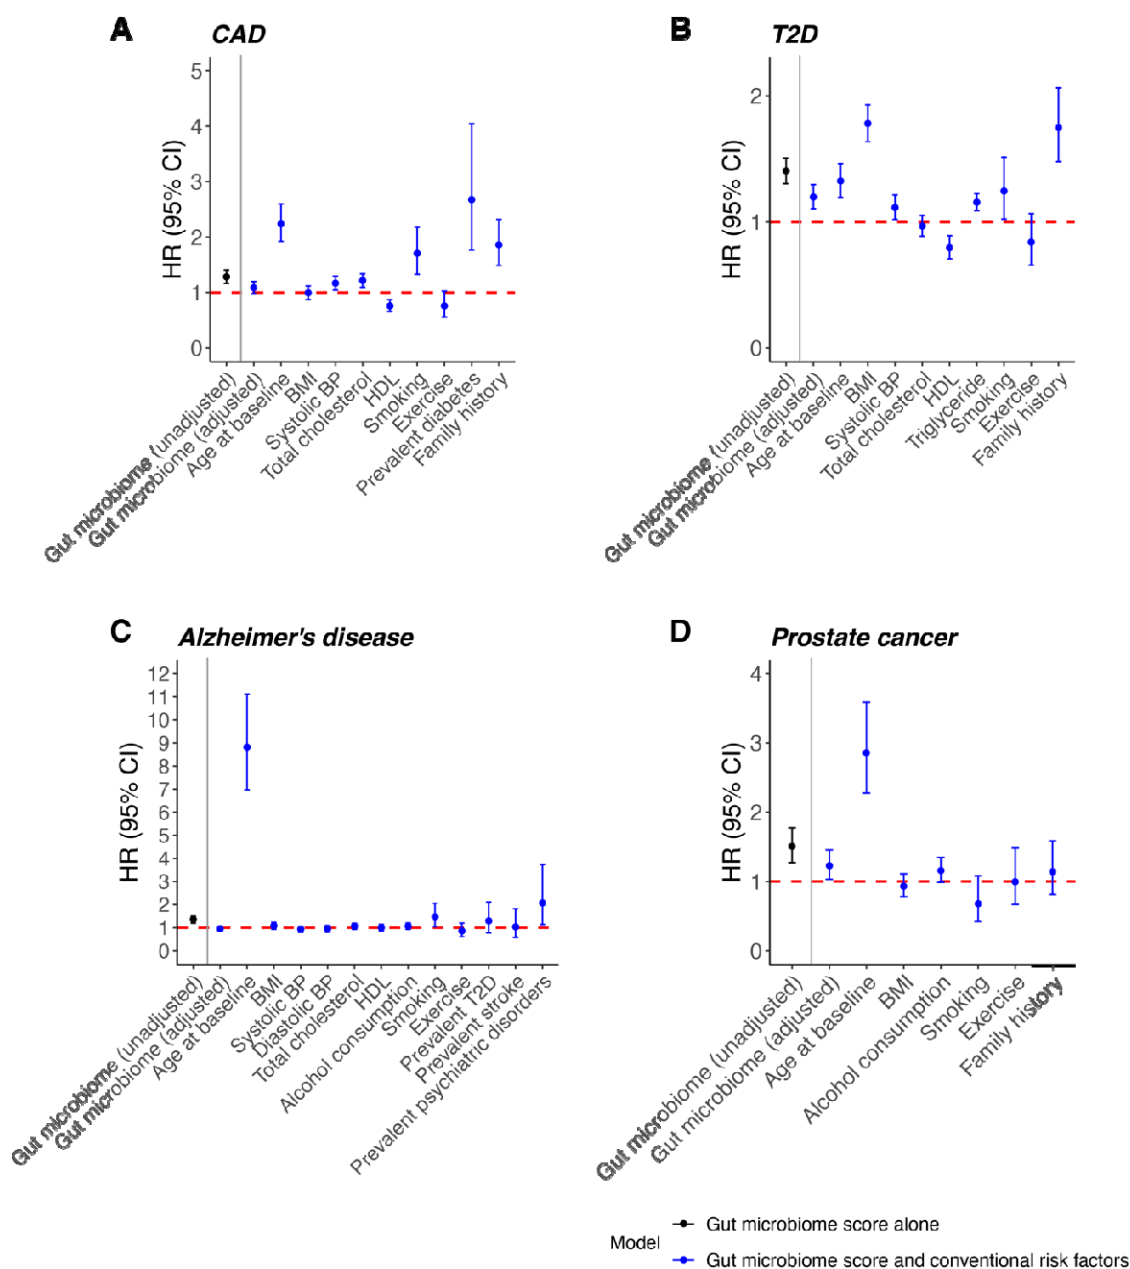 A
CAD
HR (95% CI)
5
4
3
2
1
0
Gut microbiome (unadjusted)
Gut microbiome (adjusted)
Age at baseline
BMI
Systolic BP
Total cholesterol
HDL
Smoking
Exercise
Prevalent diabetes
Family history
B
T2D
HR (95% CI)
2
1
0
Gut microbiome (unadjusted)
Gut microbiome (adjusted)
Age at baseline
BMI
Systolic BP
Total cholesterol
HDL
Triglyceride
Smoking
Exercise
Family history
C
Alzheimer's disease
HR (95% CI)
12
11
10
9
8
7
6
5
4
3
2
1
0
Gut microbiome (unadjusted)
Gut microbiome (adjusted)
Age at baseline
BMI
Systolic BP
Diastolic BP
Total cholesterol
HDL
Alcohol consumption
Smoking
Exercise
Prevalent T2D
Prevalent stroke
Prevalent psychiatric disorders
D
Prostate cancer
HR (95% CI)
4
3
2
1
0
Gut microbiome (unadjusted)
Gut microbiome (adjusted)
Age at baseline
BMI
Alcohol consumption
Smoking
Exercise
Family history
Model
Gut microbiome score alone
Gut microbiome score and conventional risk factors